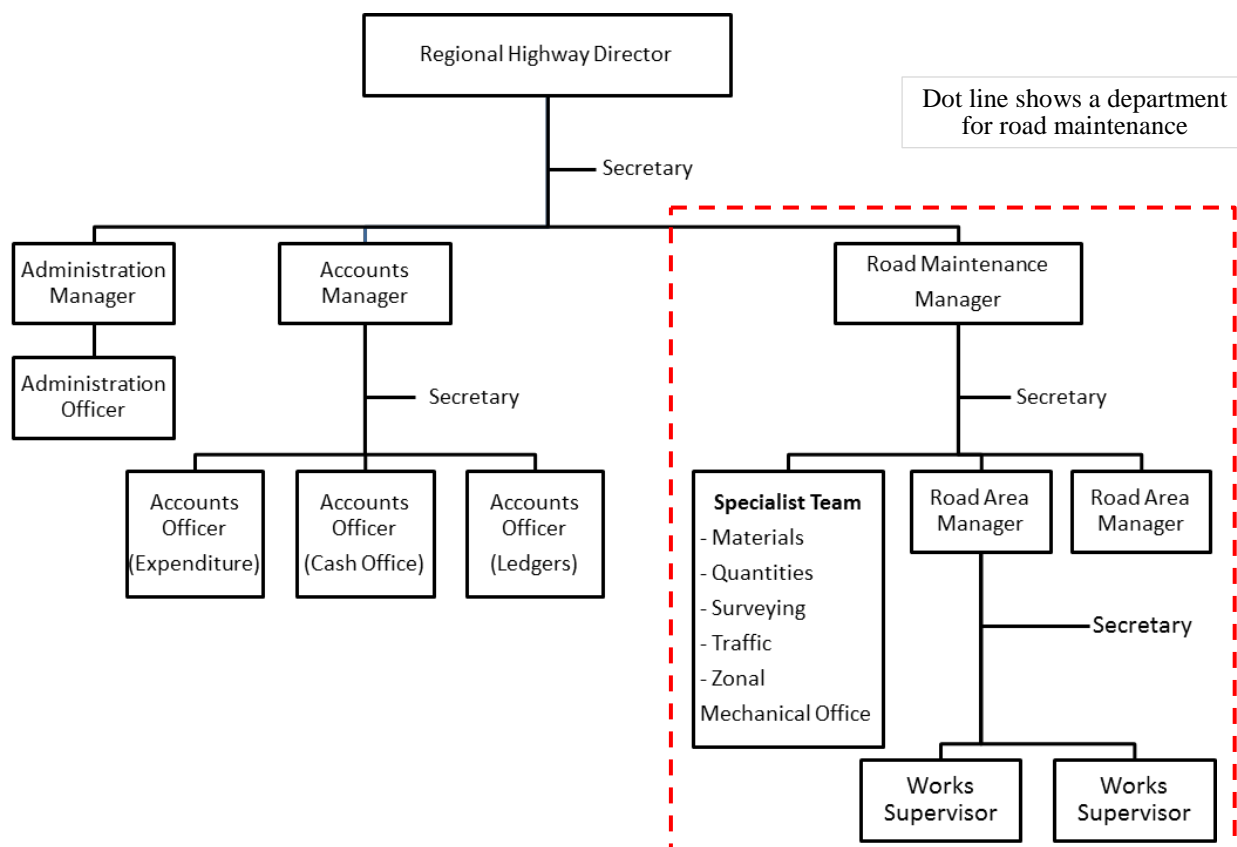 Regional Highway Director
Dot line shows a department
for road maintenance
Secretary
Administration
Manager
Accounts
Manager
Road Maintenance
Manager
Administration
Officer
Secretary
Secretary
Accounts
Officer
(Expenditure)
Accounts
Officer
(Cash Office)
Accounts
Officer
(Ledgers)
Specialist Team
- Materials
- Quantities
- Surveying
- Traffic
- Zonal
Mechanical Office
Road Area
Manager
Road Area
Manager
Secretary
Works
Supervisor
Works
Supervisor